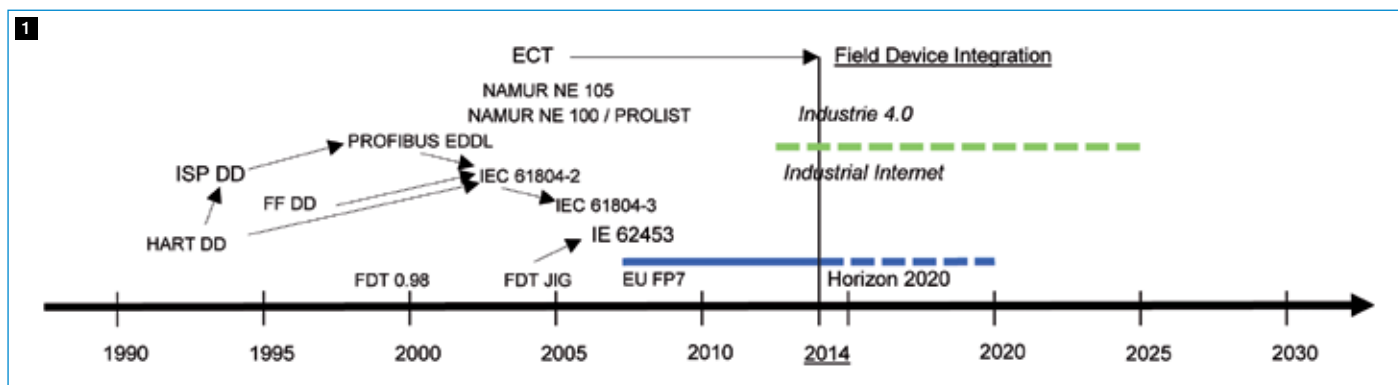 1
ECT
Field Device Integration
NAMUR NE 105
NAMUR NE 100 / PROLIST
Industrie 4.0
PROFIBUS EDDL
ISP DD
IEC 61804-2
Industrial Internet
FF DD
IEC 61804-3
HART DD
IE 62453
FDT 0.98
FDT JIG
EU FP7
Horizon 2020
1990
1995
2000
2005
2010
2014
2020
2025
2030